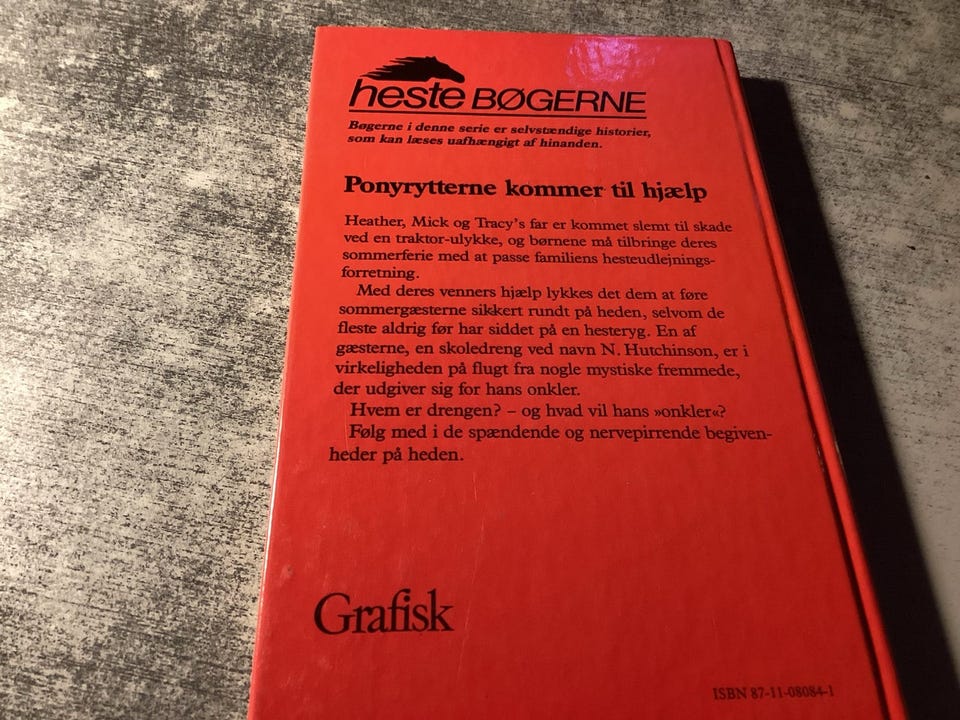 heste BØGERNE
Bøgerne i denne serie er selvstændige historier,
som kan læses uafhængigt af hinanden.
Ponyrytterne kommer til hjælp
Heather, Mick og Tracy's far er kommet slemt til skade
ved en traktor-ulykke, og børnene må tilbringe deres
sommerferie med at passe familiens hesteudlejnings-
forretning.
Med deres venners hjælp lykkes det dem at føre
sommergæsterne sikkert rundt på heden, selvom de
fleste aldrig før har siddet på en hesteryg. En af
gæsterne, en skoledreng ved navn N. Hutchinson, er i
virkeligheden på flugt fra nogle mystiske fremmede,
der udgiver sig for hans onkler.
Hvem er drengen? – og hvad vil hans »onkler«?
Følg med i de spændende og nervepirrende begiven-
heder på heden.
Grafisk
ISBN 87-11-08084-1